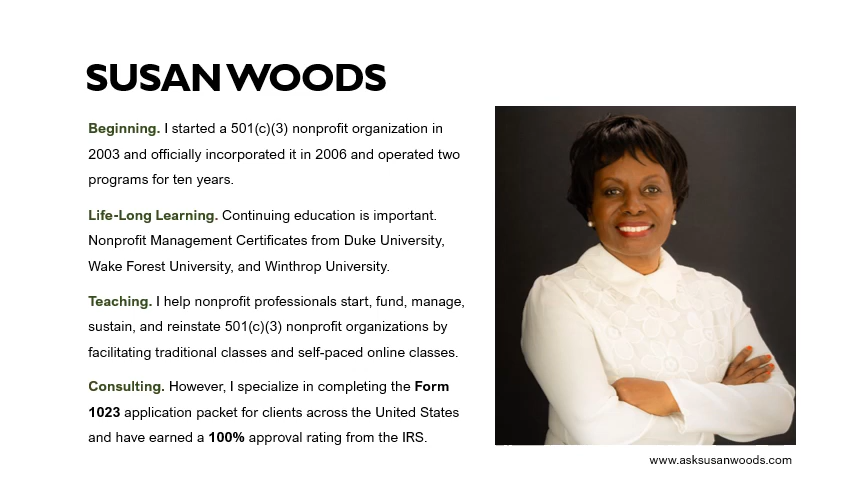 SUSAN WOODS
Beginning. I started a 501(c)(3) nonprofit organization in
2003 and officially incorporated it in 2006 and operated two
programs for ten years.
Life-Long Learning. Continuing education is important.
Nonprofit Management Certificates from Duke University,
Wake Forest University, and Winthrop University.
Teaching. I help nonprofit professionals start, fund, manage,
sustain, and reinstate 501(c)(3) nonprofit organizations by
facilitating traditional classes and self-paced online classes.
Consulting. However, I specialize in completing the Form
1023 application packet for clients across the United States
and have earned a 100% approval rating from the IRS.
www.asksusanwoods.com